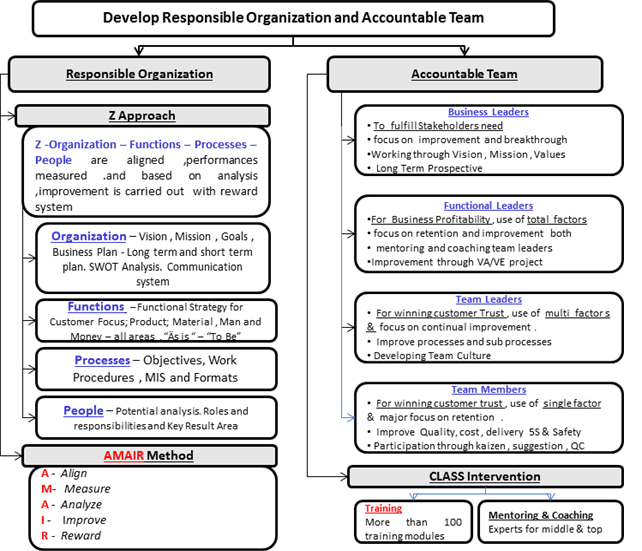 Develop Responsible Organization and Accountable Team
Responsible Organization
Z Approach
Z -Organization – Functions – Processes –
People are aligned ,performances
measured .and based on analysis
,improvement is carried out with reward
system
Organization – Vision , Mission , Goals ,
Business Plan - Long term and short term
plan. SWOT Analysis. Communication
system
Functions – Functional Strategy for
Customer Focus; Product; Material , Man and
Money – all areas . “Äs is “ – “To Be”
Processes – Objectives, Work
Procedures , MIS and Formats
People – Potential analysis. Roles and
responsibilities and Key Result Area
AMAIR Method
A - Align
M- Measure
A - Analyze
I - Improve
R - Reward
Accountable Team
Business Leaders
•To fulfill Stakeholders need
• focus on improvement and breakthrough
•Working through Vision , Mission , Values
• Long Term Prospective
Functional Leaders
•For Business Profitability , use of total factors
• focus on retention and improvement both
• mentoring and coaching team leaders
•Improvement through VA/VE project
Team Leaders
• For winning customer Trust , use of multi factors
& focus on continual improvement .
• Improve processes and sub processes
• Developing Team Culture
Team Members
• For winning customer trust , use of single factor
& major focus on retention .
• Improve Quality, cost , delivery 5S & Safety
• Participation through kaizen , suggestion , QC
CLASS Intervention
Training
More than 100
training modules
Mentoring & Coaching
Experts for middle & top